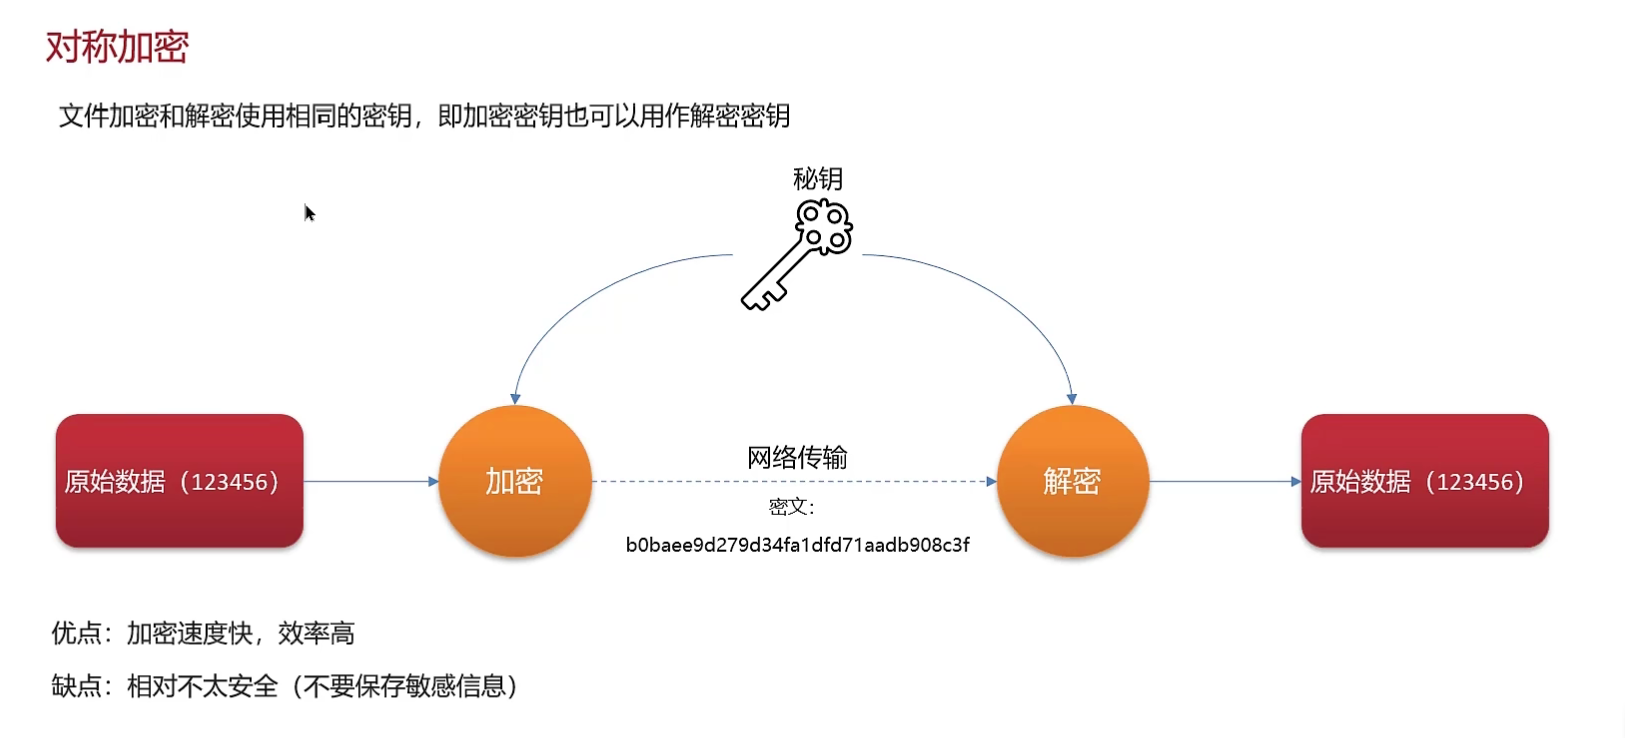 对称加密
文件加密和解密使用相同的密钥，即加密密钥也可以用作解密密钥
秘钥
原始数据（123456）
加密
网络传输
密文：
b0baee9d279d34fa1dfd71aadb908c3f
解密
原始数据（123456）
优点：加密速度快，效率高
缺点：相对不太安全（不要保存敏感信息）